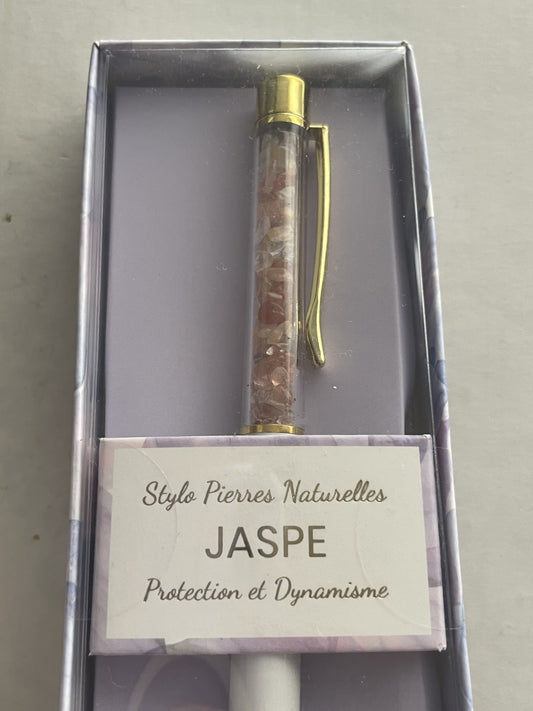 Stylo Pierres Naturelles
JASPE
Protection et Dynamisme